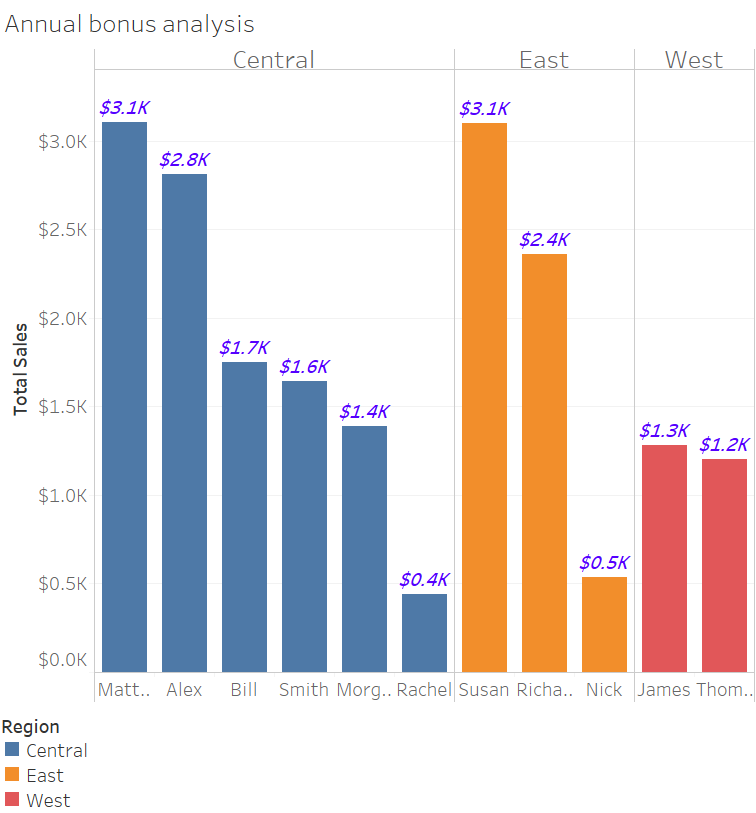 Annual bonus analysis
Central East West
$3.1K $3.1K
$3.0K
$2.8K
$2.5K
$2.4K
$2.0K
$1.7K
$1.6K
$1.5K
$1.4K
$1.3K
$1.2K
$1.0K
$0.5K
$0.5K
$0.4K
$0.0K
Total Sales
Matt.. Alex Bill Smith Morg.. Rachel Susan Richa.. Nick James Thom..
Region
Central
East
West